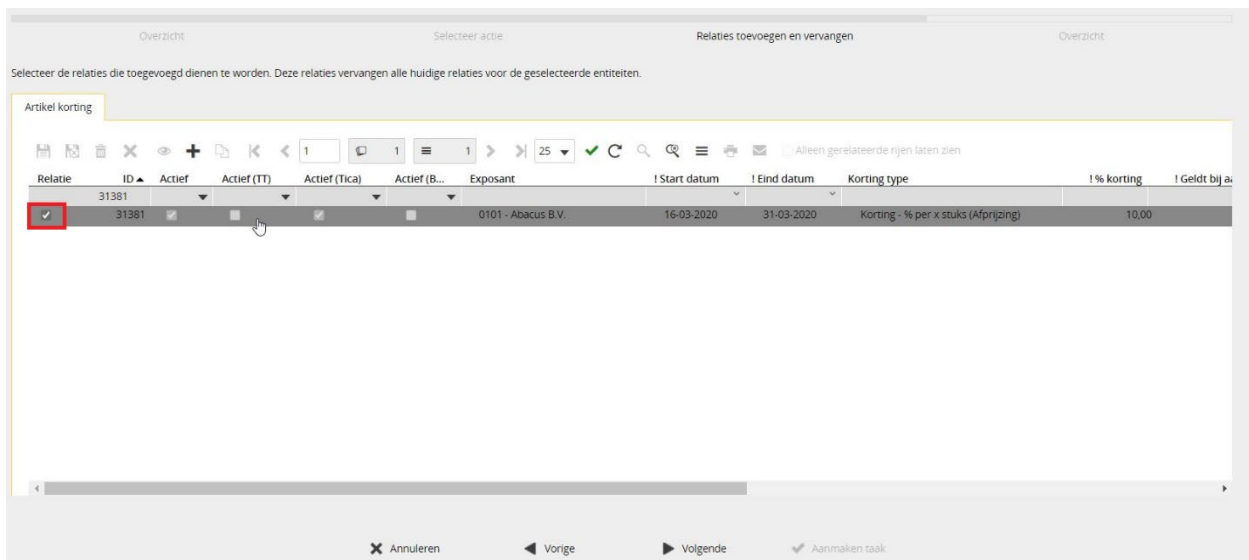 Overzicht Selecteer actie Relaties toevoegen en vervangen Overzicht
Selecteer de relaties die toegevoegd dienen te worden. Deze relaties vervangen alle huidige relaties voor de geselecteerde entiteiten.
Artikel korting
1 1 1 25 Alleen gerelateerde rijen laten zien
Relatie ID Actief Actief (TT) Actief (Tica) Actief (B... Exposant ! Start datum ! Eind datum Korting type ! % korting ! Geldt bij aa
31381
31381 0101 - Abacus B.V. 16-03-2020 31-03-2020 Korting - % per x stuks (Afprijzing) 10,00
Annuleren Vorige Volgende Aanmaken taak